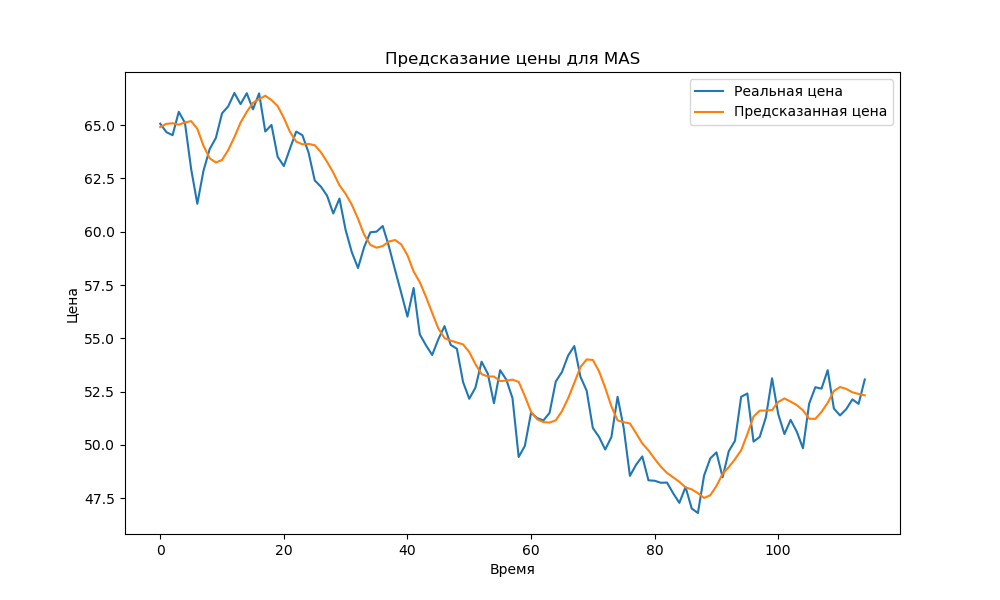 Предсказание цены для MAS
Реальная цена
Предсказанная цена
Цена
65.0
62.5
60.0
57.5
55.0
52.5
50.0
47.5
0 20 40 60 80 100
Время